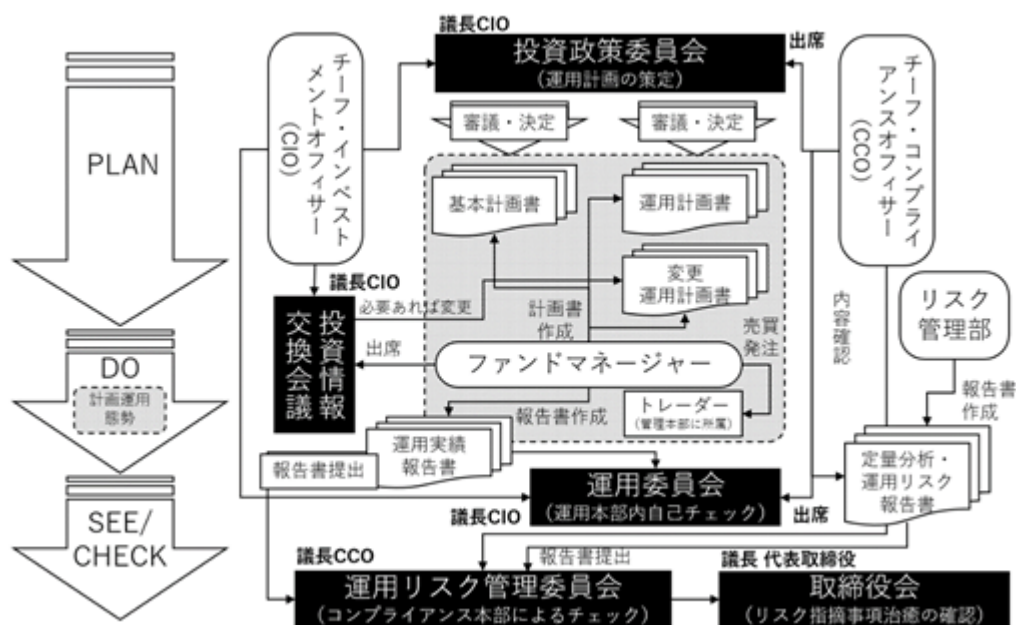 議長CIO
投資政策委員会
(運用計画の策定)
出席
チーフ・インベスト
メントオフィサー
(CIO)
チーフ・コンプライ
アンスオフィサー
(CCO)
審議・決定
審議・決定
PLAN
基本計画書
運用計画書
変更
運用計画書
議長CIO
必要あれば変更
計画書
作成
売買
発注
内容確認
リスク
管理部
投資情報
交換会議
出席
ファンドマネージャー
DO
計画運用
態勢
報告書作成
トレーダー
(管理本部に所属)
報告書
作成
運用実績
報告書
報告書提出
定量分析・
運用リスク
報告書
運用委員会
(運用本部内自己チェック)
議長CIO
出席
SEE/
CHECK
議長CCO
報告書提出
議長 代表取締役
運用リスク管理委員会
(コンプライアンス本部によるチェック)
取締役会
(リスク指摘事項治癒の確認)